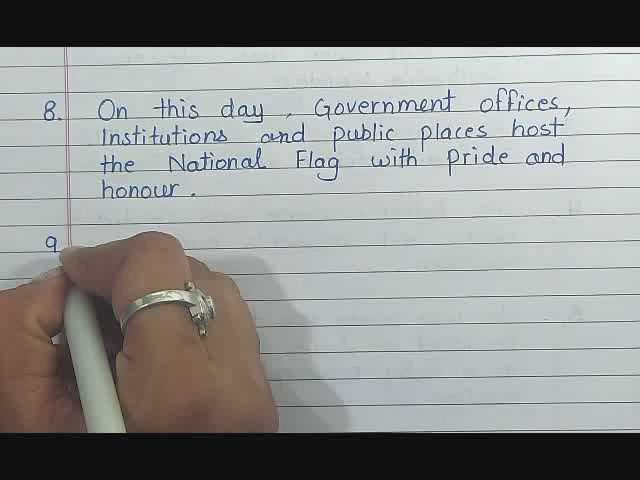 8. On this day, Government offices,
Institutions and public places host
the National Flag with pride and
honour.
9